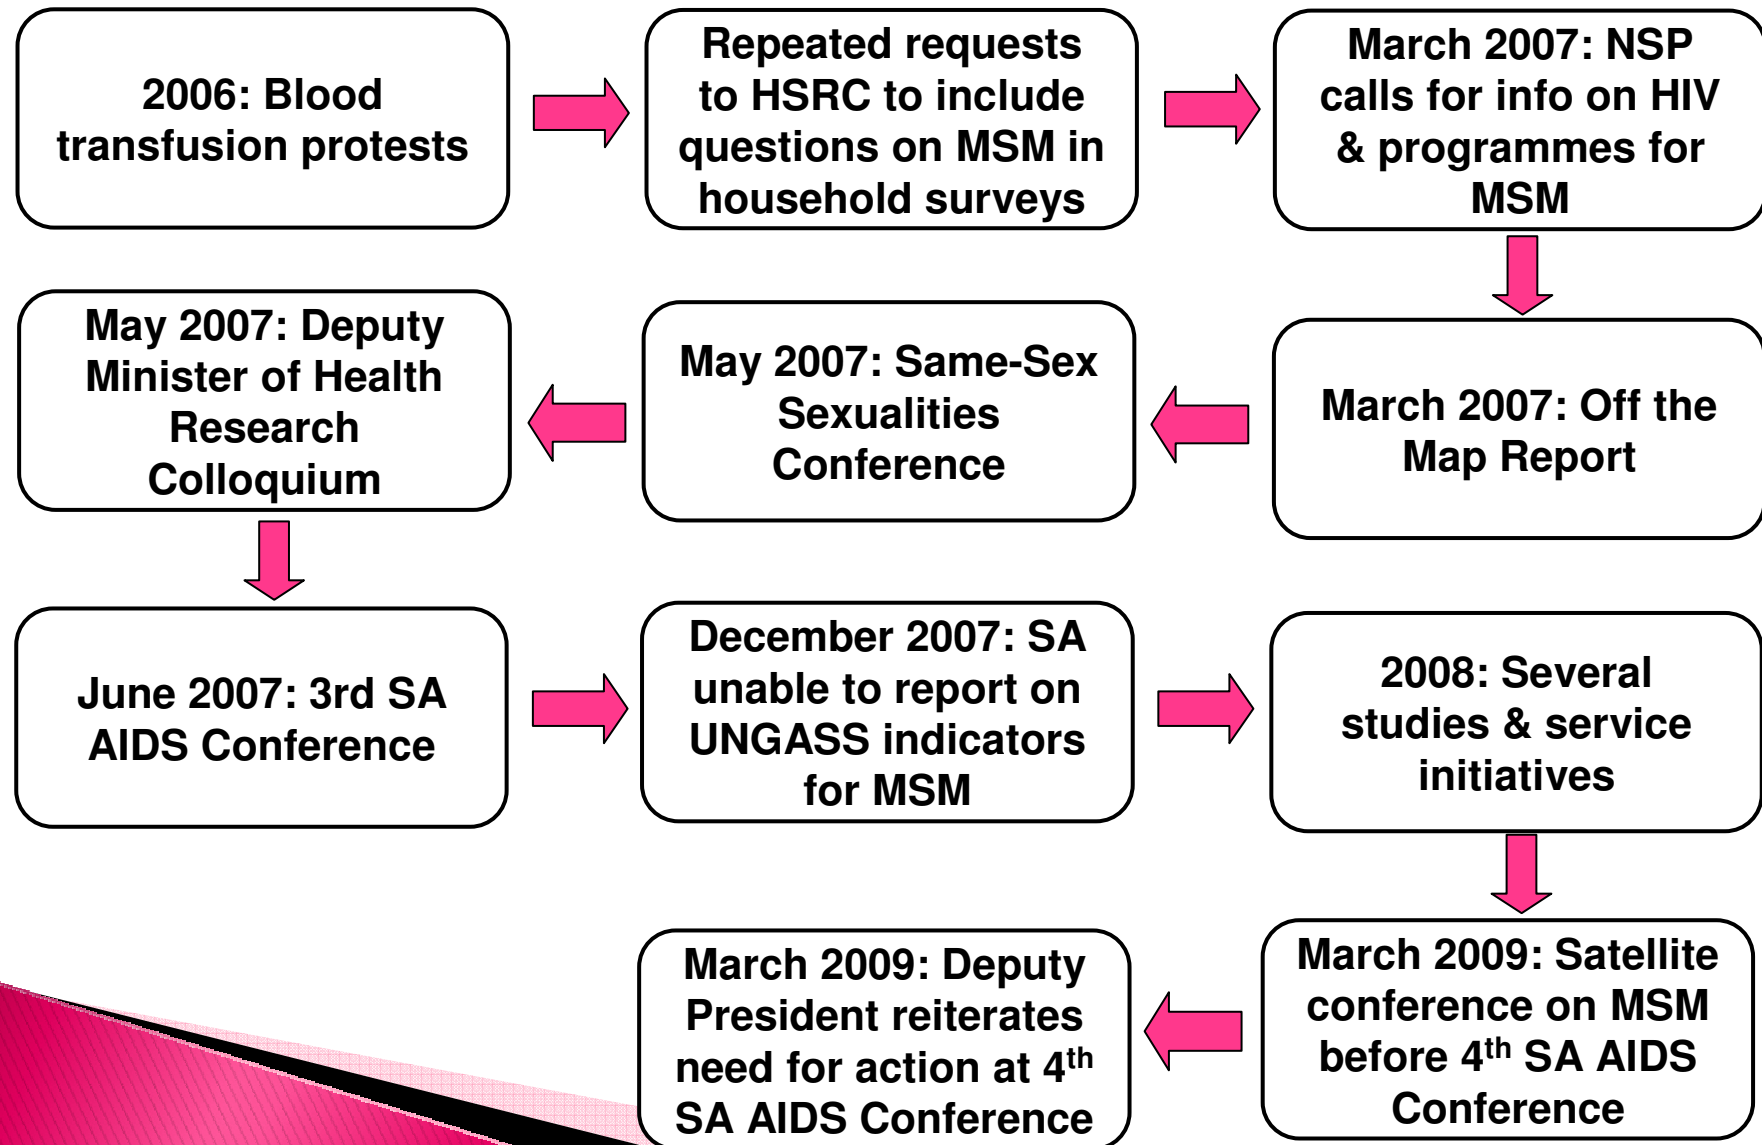 2006: Blood
transfusion protests
Repeated requests
to HSRC to include
questions on MSM in
household surveys
March 2007: NSP
calls for info on HIV
& programmes for
MSM
March 2007: Off the
Map Report
May 2007: Same-Sex
Sexualities
Conference
May 2007: Deputy
Minister of Health
Research
Colloquium
June 2007: 3rd SA
AIDS Conference
December 2007: SA
unable to report on
UNGASS indicators
for MSM
2008: Several
studies & service
initiatives
March 2009: Satellite
conference on MSM
before 4th SA AIDS
Conference
March 2009: Deputy
President reiterates
need for action at 4th
SA AIDS Conference